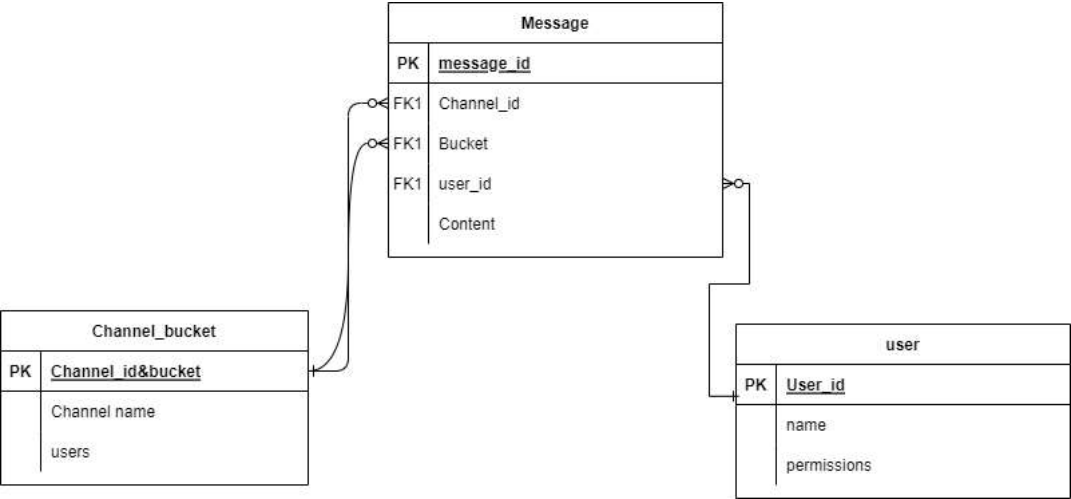 Message
PK message_id
FK1 Channel_id
FK1 Bucket
FK1 user_id
Content
Channel_bucket
PK Channel_id&bucket
Channel name
users
user
PK User_id
name
permissions